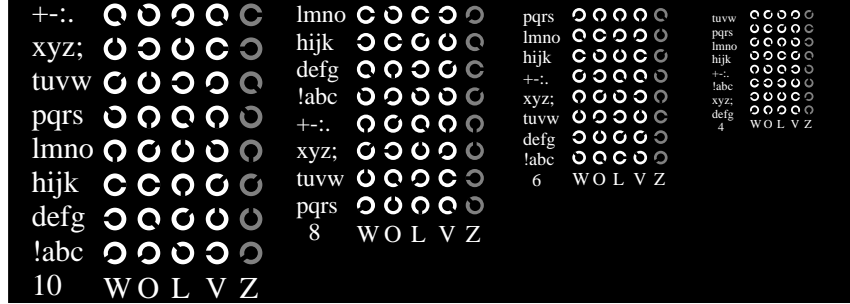 +-:.
xyz;
tuvw
pqrs
lmno
hijk
defg
!abc
10 W O L V Z
lmno
hijk
defg
!abc
+-:.
xyz;
tuvw
pqrs
8 W O L V Z
pqrs
lmno
hijk
+-:.
xyz;
tuvw
defg
!abc
6 W O L V Z
tuvw
pqrs
lmno
hijk
+-:.
!abc
xyz;
defg
4 W O L V Z